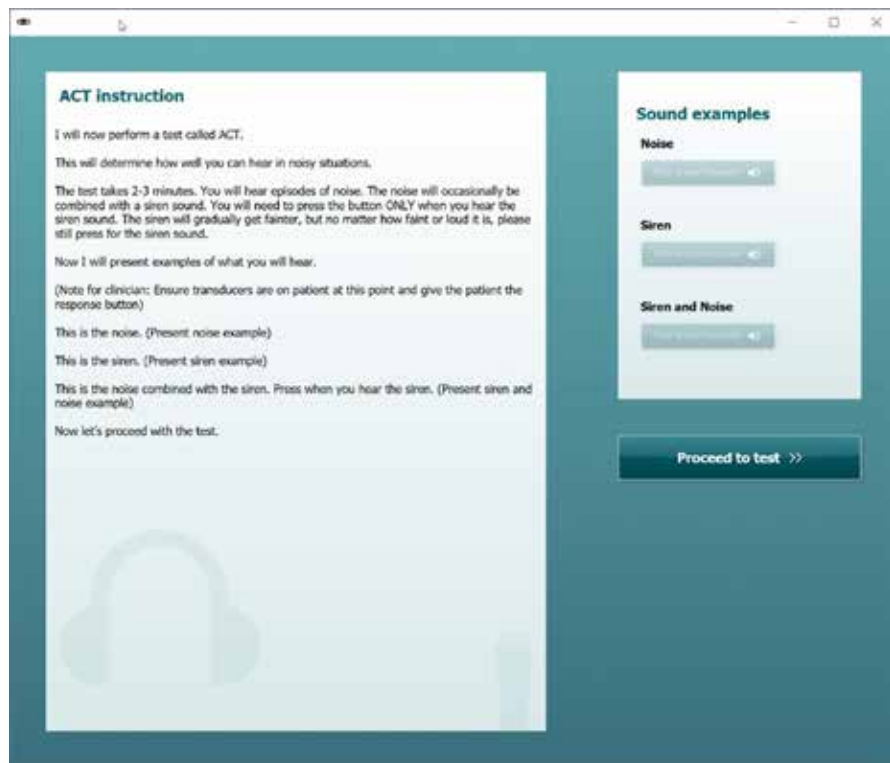 ACT instruction
I will now perform a test called ACT.
This will determine how well you can hear in noisy situations.
The test takes 2-3 minutes. You will hear episodes of noise. The noise will occasionally be
combined with a siren sound. You will need to press the button ONLY when you hear the
siren sound. The siren will gradually get fainter, but no matter how faint or loud it is, please
still press for the siren sound.
Now I will present examples of what you will hear.
(Note for clinician: Ensure transducers are on patient at this point and give the patient the
response button)
This is the noise. (Present noise example)
This is the siren. (Present siren example)
This is the noise combined with the siren. Press when you hear the siren. (Present siren and
noise example)
Now let's proceed with the test.
Sound examples
Noise
Siren
Siren and Noise
Proceed to test >>